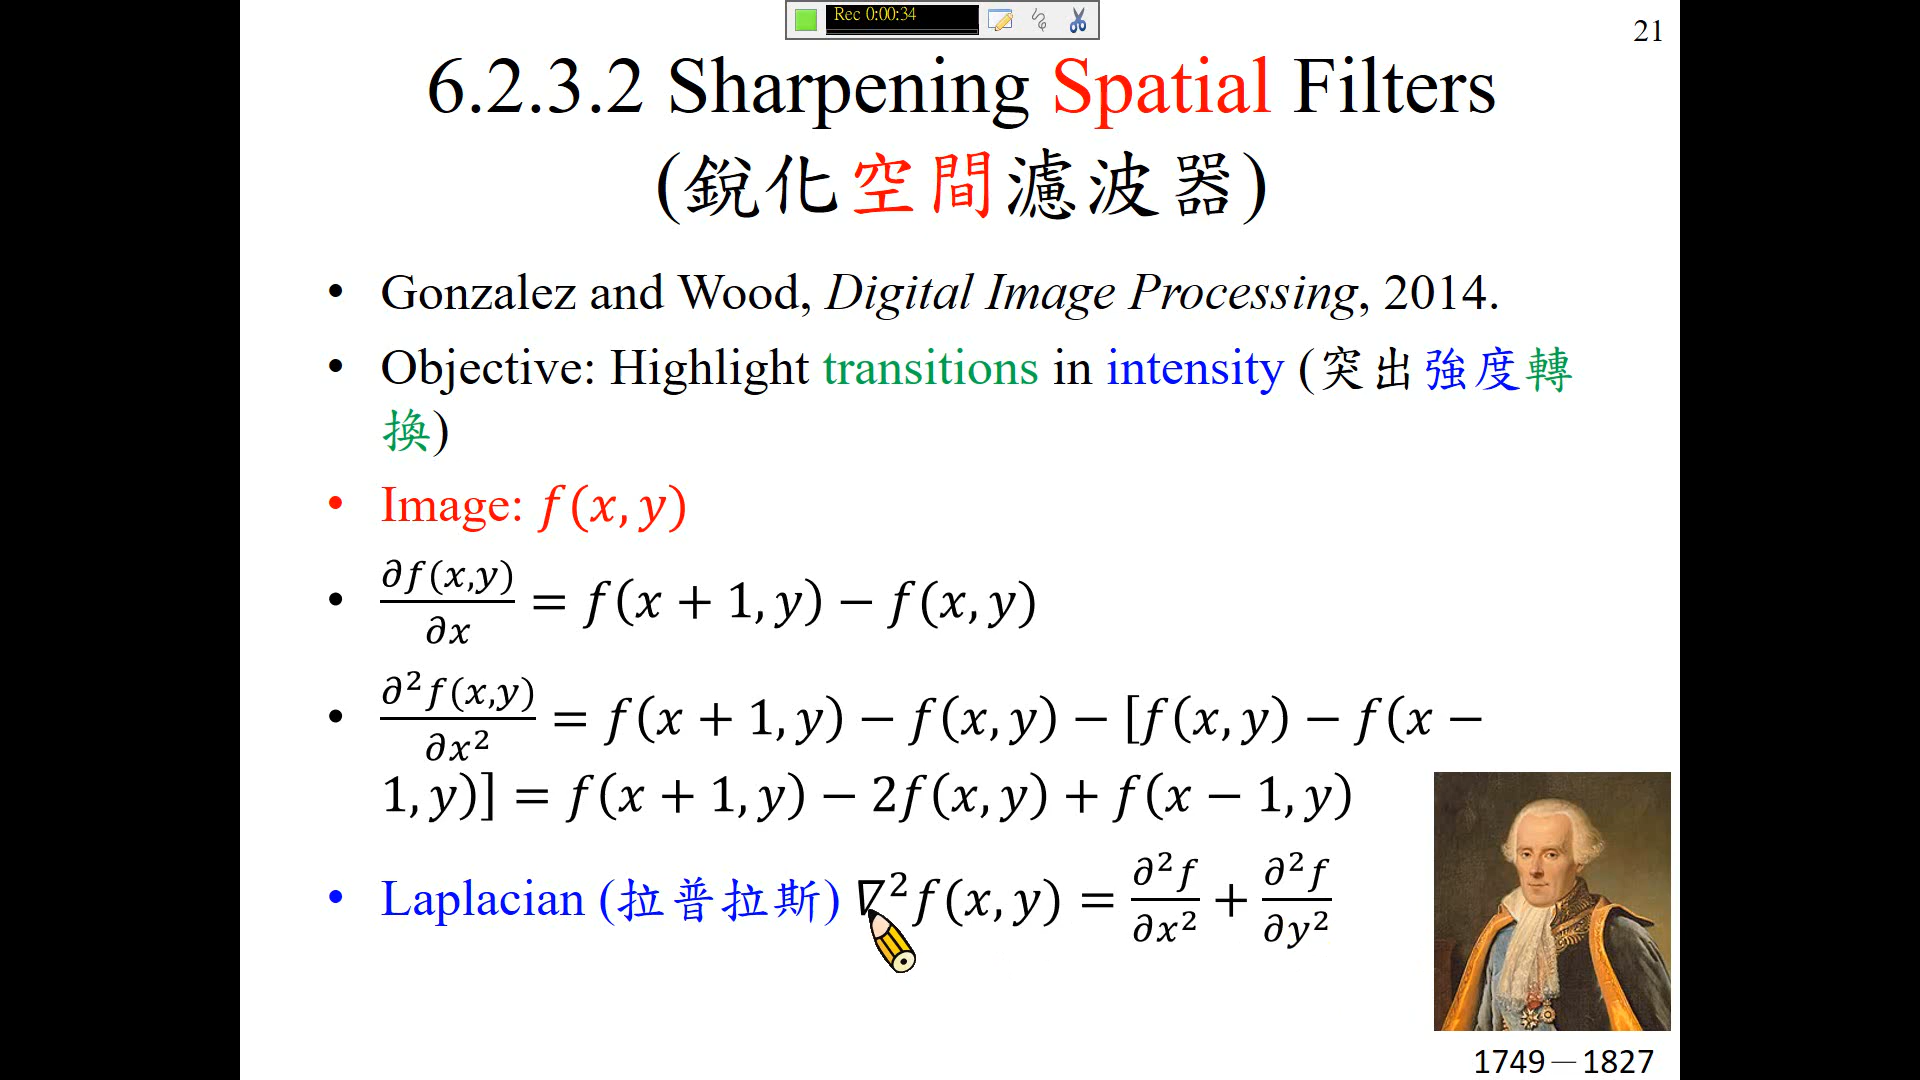 Rec 0:00:34
21
6.2.3.2 Sharpening Spatial Filters
(銳化空間濾波器)
• Gonzalez and Wood, Digital Image Processing, 2014.
• Objective: Highlight transitions in intensity (突出強度轉
換)
• Image: f(x, y)
• ∂f(x,y)/∂x = f(x + 1, y) − f(x, y)
• ∂²f(x,y)/∂x² = f(x + 1, y) − f(x, y) − [f(x, y) − f(x −
1, y)] = f(x + 1, y) − 2f(x, y) + f(x − 1, y)
• Laplacian (拉普拉斯) ∇²f(x, y) = ∂²f/∂x² + ∂²f/∂y²
1749－1827